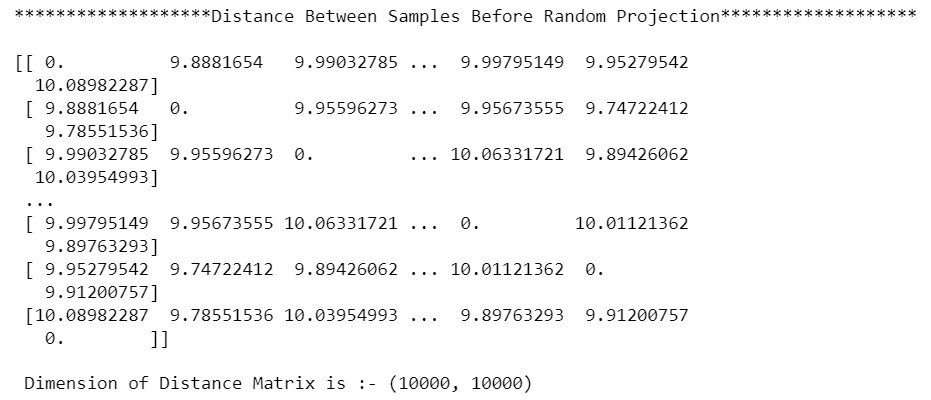 *******************Distance Between Samples Before Random Projection*******************
[[ 0.          9.8881654   9.99032785 ...  9.99795149  9.95279542
  10.08982287]
 [ 9.8881654   0.          9.95596273 ...  9.95673555  9.74722412
   9.78551536]
 [ 9.99032785  9.95596273  0.         ... 10.06331721  9.89426062
  10.03954993]
 ...
 [ 9.99795149  9.95673555 10.06331721 ...  0.         10.01121362
   9.89763293]
 [ 9.95279542  9.74722412  9.89426062 ... 10.01121362  0.
   9.91200757]
 [10.08982287  9.78551536 10.03954993 ...  9.89763293  9.91200757
   0.        ]]
 Dimension of Distance Matrix is :- (10000, 10000)